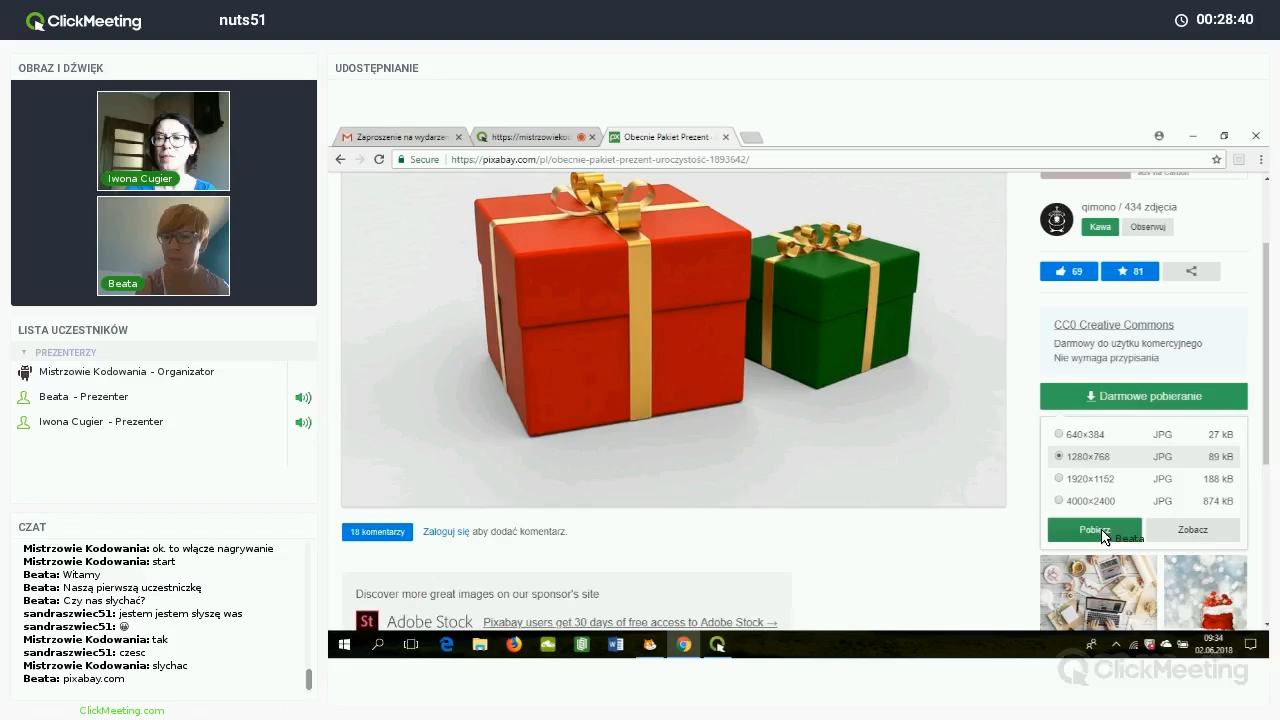 ClickMeeting
nuts51
00:28:40
OBRAZ I DŹWIĘK
Iwona Cugier
Beata
LISTA UCZESTNIKÓW
PREZENTERZY
Mistrzowie Kodowania - Organizator
Beata - Prezenter
Iwona Cugier - Prezenter
CZAT
Mistrzowie Kodowania: ok. to włącze nagrywanie
Mistrzowie Kodowania: start
Beata: Witamy
Beata: Naszą pierwszą uczestniczkę
Beata: Czy nas słychać?
sandraszwiec51: jestem jestem słyszę was
sandraszwiec51: 😀
Mistrzowie Kodowania: tak
sandraszwiec51: czesc
Mistrzowie Kodowania: slychac
Beata: pixabay.com
ClickMeeting.com
UDOSTĘPNIANIE
Zaproszenie na wydarze
https://mistrzowieko
Obecnie Pakiet Prezent -
Secure
https://pixabay.com/pl/obecnie-pakiet-prezent-uroczystość-1893642/
qimono / 434 zdjęcia
Kawa
Obserwuj
69
81
CC0 Creative Commons
Darmowy do użytku komercyjnego
Nie wymaga przypisania
Darmowe pobieranie
640×384 JPG 27 kB
1280×768 JPG 89 kB
1920×1152 JPG 188 kB
4000×2400 JPG 874 kB
Pobierz
Zobacz
Beata
18 komentarzy
Zaloguj się aby dodać komentarz.
Discover more great images on our sponsor's site
St
Adobe Stock
Pixabay users get 30 days of free access to Adobe Stock →
09:34
02.06.2018
ClickMeeting